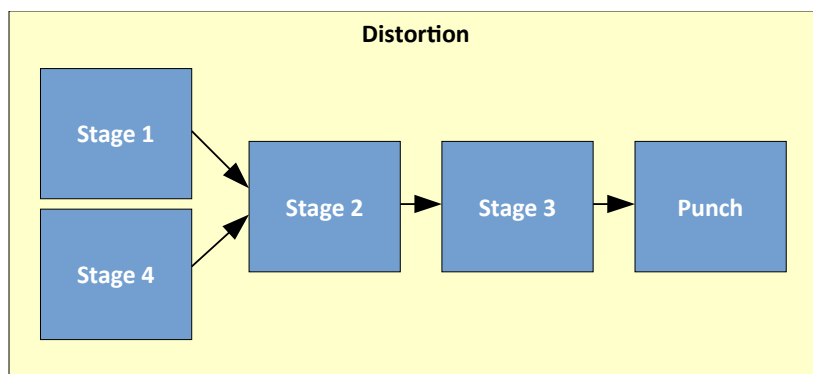 Distortion
Stage 1
Stage 4
Stage 2
Stage 3
Punch